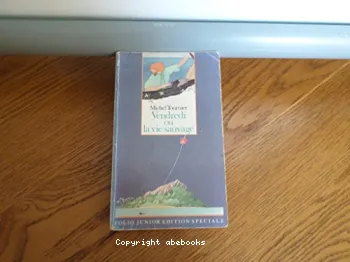 Michel Tournier
Vendredi
ou
la vie sauvage
FOLIO JUNIOR EDITION SPECIALE
Copyright abebooks